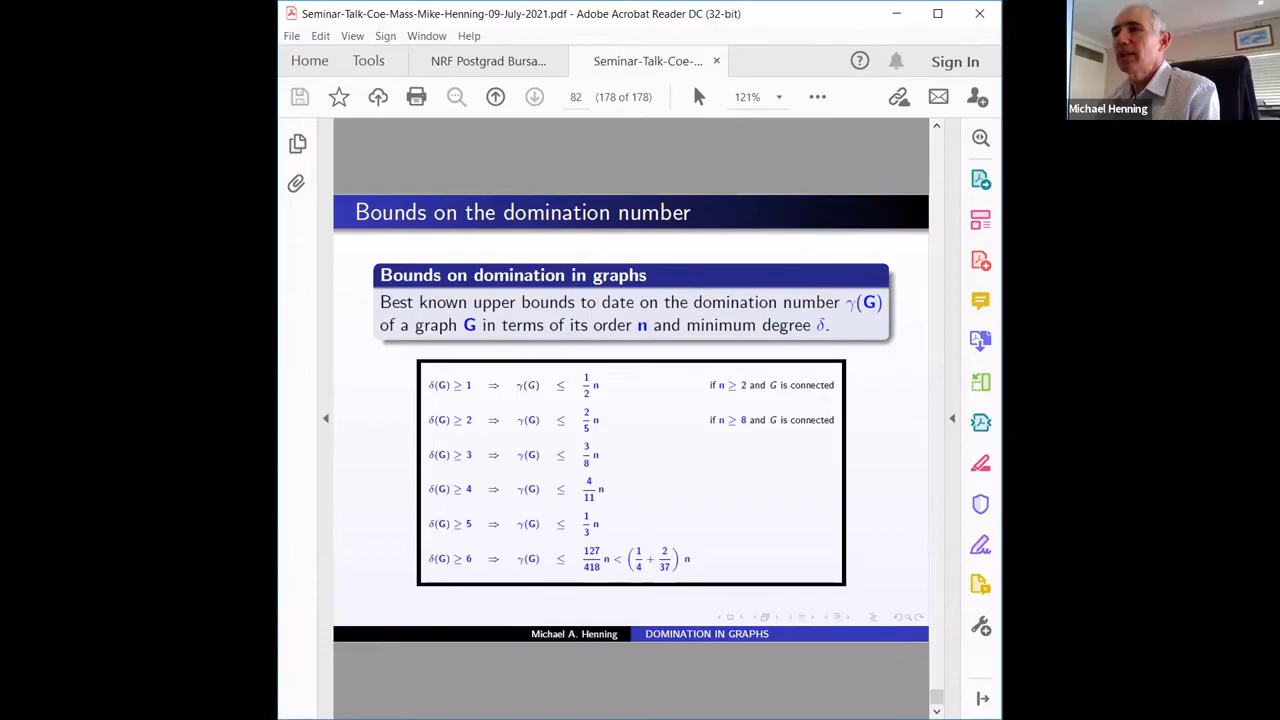 Seminar-Talk-Coe-Mass-Mike-Henning-09-July-2021.pdf - Adobe Acrobat Reader DC (32-bit)
File Edit View Sign Window Help
Home Tools NRF Postgrad Bursa... Seminar-Talk-Coe-... × Sign In
82 (178 of 178) 121%
Michael Henning
Bounds on the domination number
Bounds on domination in graphs
Best known upper bounds to date on the domination number γ(G)
of a graph G in terms of its order n and minimum degree δ.
δ(G) ≥ 1 ⇒ γ(G) ≤ 1/2 n if n ≥ 2 and G is connected
δ(G) ≥ 2 ⇒ γ(G) ≤ 2/5 n if n ≥ 8 and G is connected
δ(G) ≥ 3 ⇒ γ(G) ≤ 3/8 n
δ(G) ≥ 4 ⇒ γ(G) ≤ 4/11 n
δ(G) ≥ 5 ⇒ γ(G) ≤ 1/3 n
δ(G) ≥ 6 ⇒ γ(G) ≤ 127/418 n < (1/4 + 2/37) n
Michael A. Henning DOMINATION IN GRAPHS